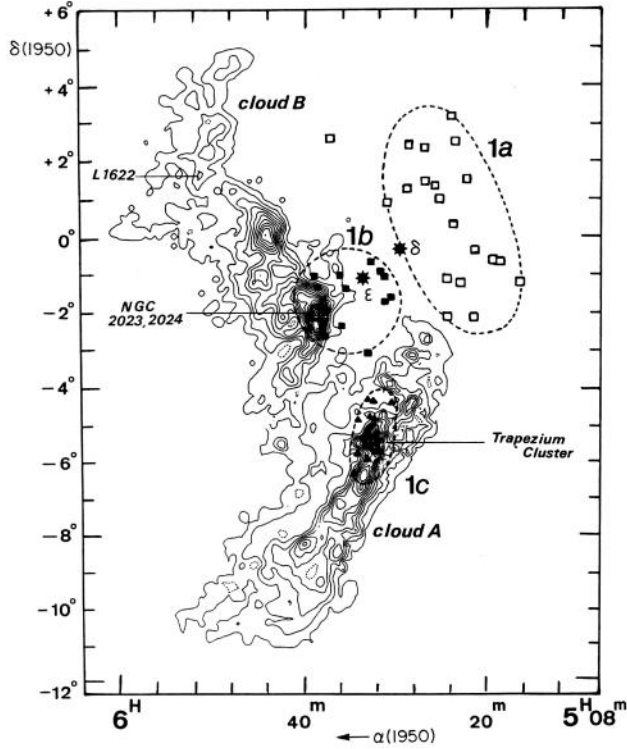 +6°
δ(1950)
+4°
cloud B
1a
+2°
L1622
0°
1b
δ
ε
NGC
2023,2024
−2°
−4°
Trapezium
Cluster
−6°
1c
cloud A
−8°
−10°
−12°
6ᴴ 40ᵐ 20ᵐ 5ᴴ08ᵐ
← α(1950)